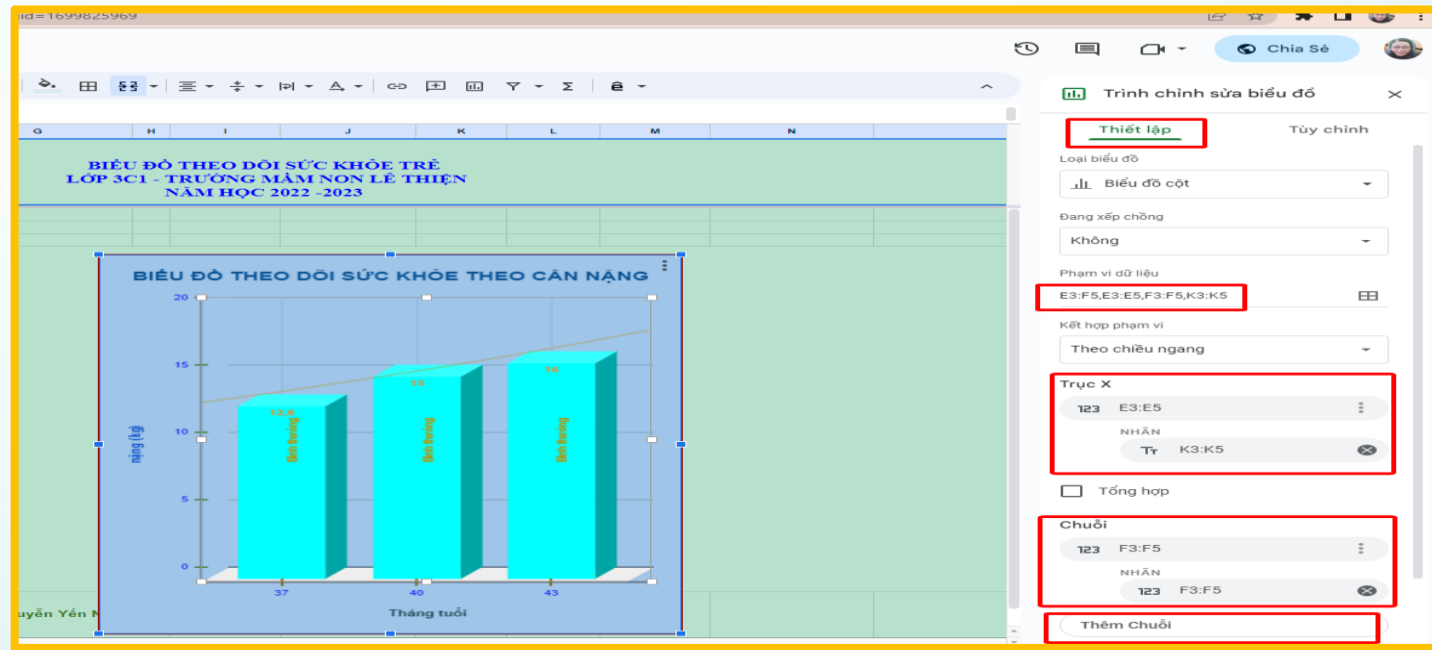 id=1699825969
Chia Sẻ
G H I J K L M N
BIỂU ĐỒ THEO DÕI SỨC KHỎE TRẺ
LỚP 3C1 - TRƯỜNG MẦM NON LÊ THIỆN
NĂM HỌC 2022 -2023
BIỂU ĐỒ THEO DÕI SỨC KHỎE THEO CÂN NẶNG
20
15
10
5
0
nặng (kg)
12,8
15
16
Bình thường
Bình thường
Bình thường
37 40 43
Tháng tuổi
uyễn Yến N
Trình chỉnh sửa biểu đồ
Thiết lập
Tùy chỉnh
Loại biểu đồ
Biểu đồ cột
Đang xếp chồng
Không
Phạm vi dữ liệu
E3:F5,E3:E5,F3:F5,K3:K5
Kết hợp phạm vi
Theo chiều ngang
Trục X
123 E3:E5
NHÃN
Tт K3:K5
Tổng hợp
Chuỗi
123 F3:F5
NHÃN
123 F3:F5
Thêm Chuỗi